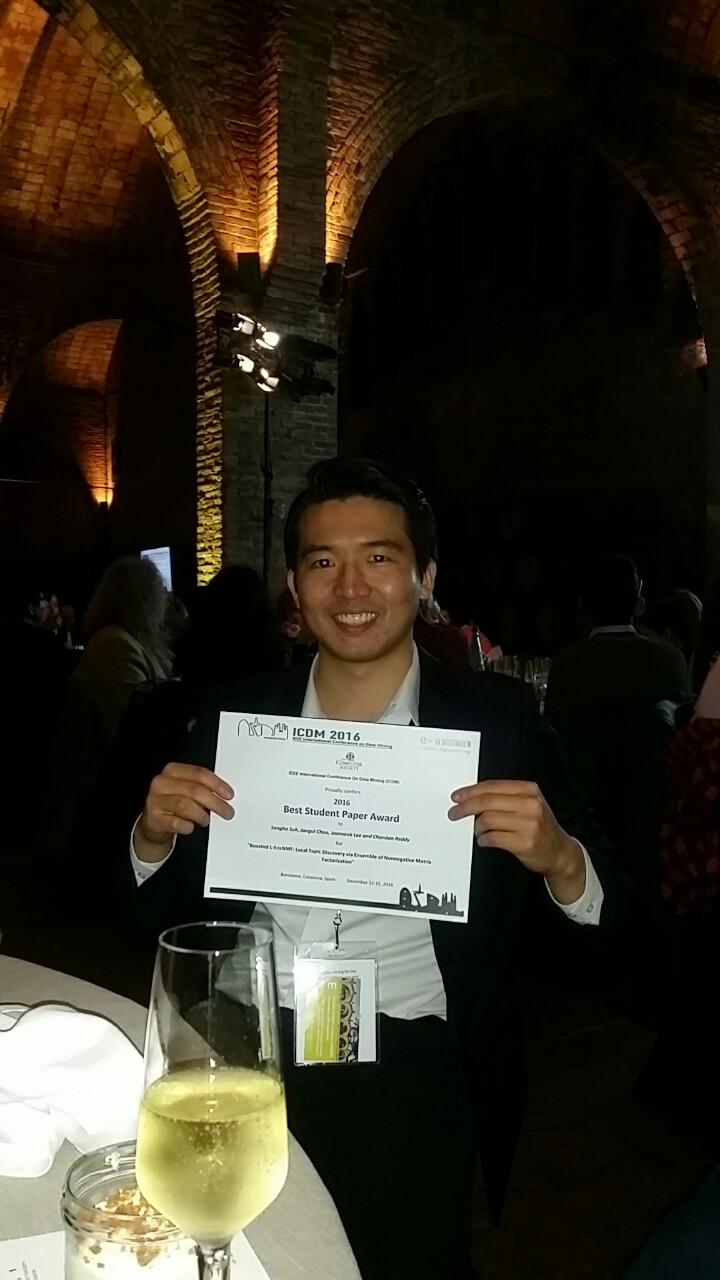 ICDM 2016
IEEE International Conference on Data Mining
12 - 15 DECEMBER
COMPUTER
SOCIETY
IEEE International Conference On Data Mining (ICDM)
Proudly confers
2016
Best Student Paper Award
to
Sangho Suh, Jaegul Choo, Joonseok Lee and Chandan Reddy
for
"Boosted L-EnsNMF: Local Topic Discovery via Ensemble of Nonnegative Matrix
Factorization"
Barcelona, Catalonia, Spain December 12-15, 2016